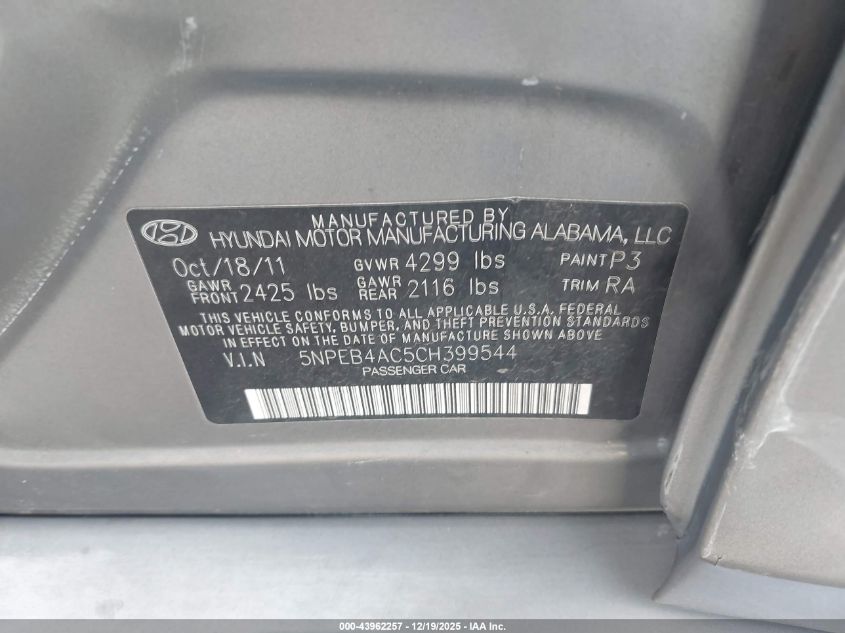 MANUFACTURED BY
HYUNDAI MOTOR MANUFACTURING ALABAMA, LLC
Oct/18/11 GVWR 4299 lbs PAINT P3
GAWR FRONT 2425 lbs GAWR REAR 2116 lbs TRIM RA
THIS VEHICLE CONFORMS TO ALL APPLICABLE U.S.A. FEDERAL
MOTOR VEHICLE SAFETY, BUMPER, AND THEFT PREVENTION STANDARDS
IN EFFECT ON THE DATE OF MANUFACTURE SHOWN ABOVE
V.I.N 5NPEB4AC5CH399544
PASSENGER CAR
000-43962257 - 12/19/2025 - IAA Inc.